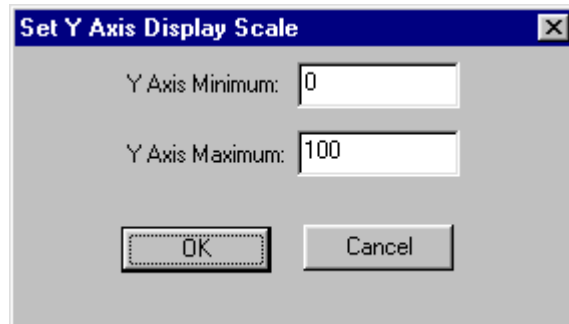 Set Y Axis Display Scale
Y Axis Minimum: 0
Y Axis Maximum: 100
OK Cancel